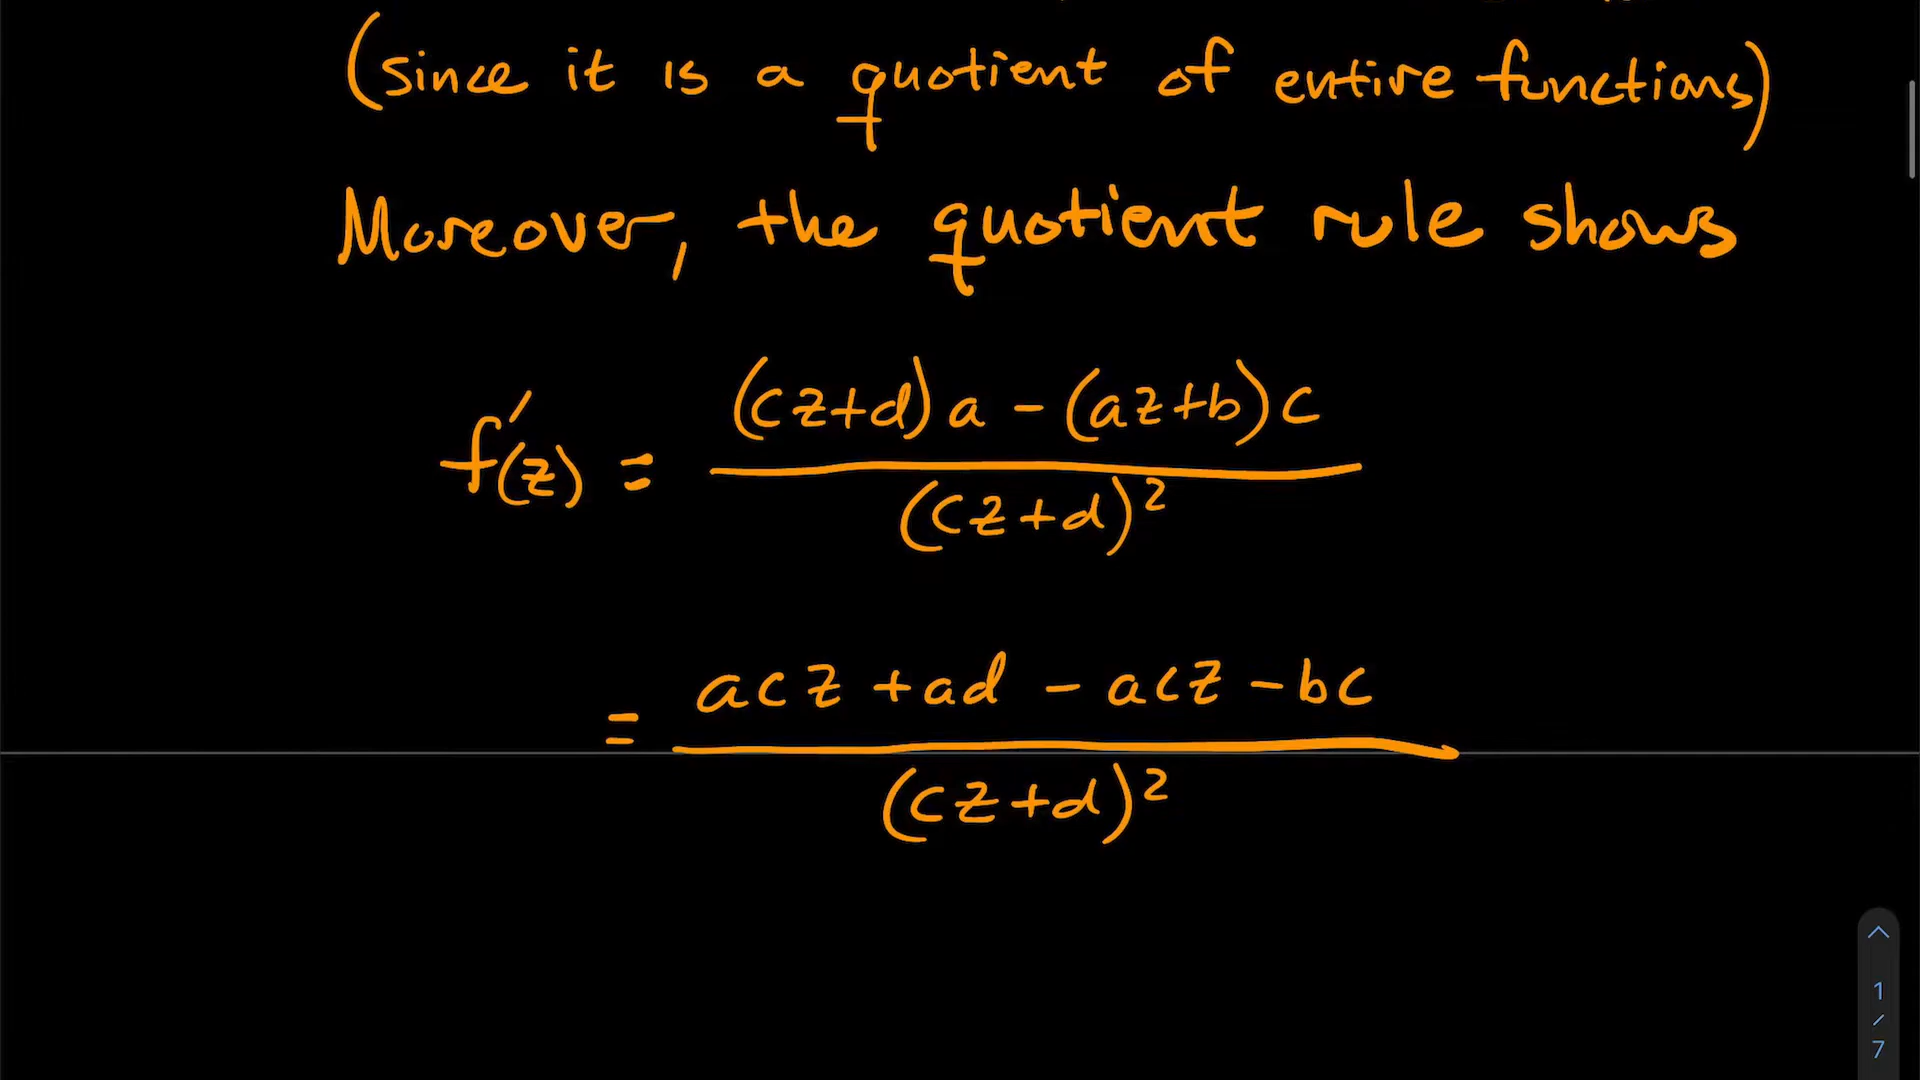 (since it is a quotient of entire functions)
Moreover, the quotient rule shows
f'(z) = ((cz+d)a - (az+b)c) / (cz+d)²
= (acz + ad - acz - bc) / (cz+d)²
1
/
7